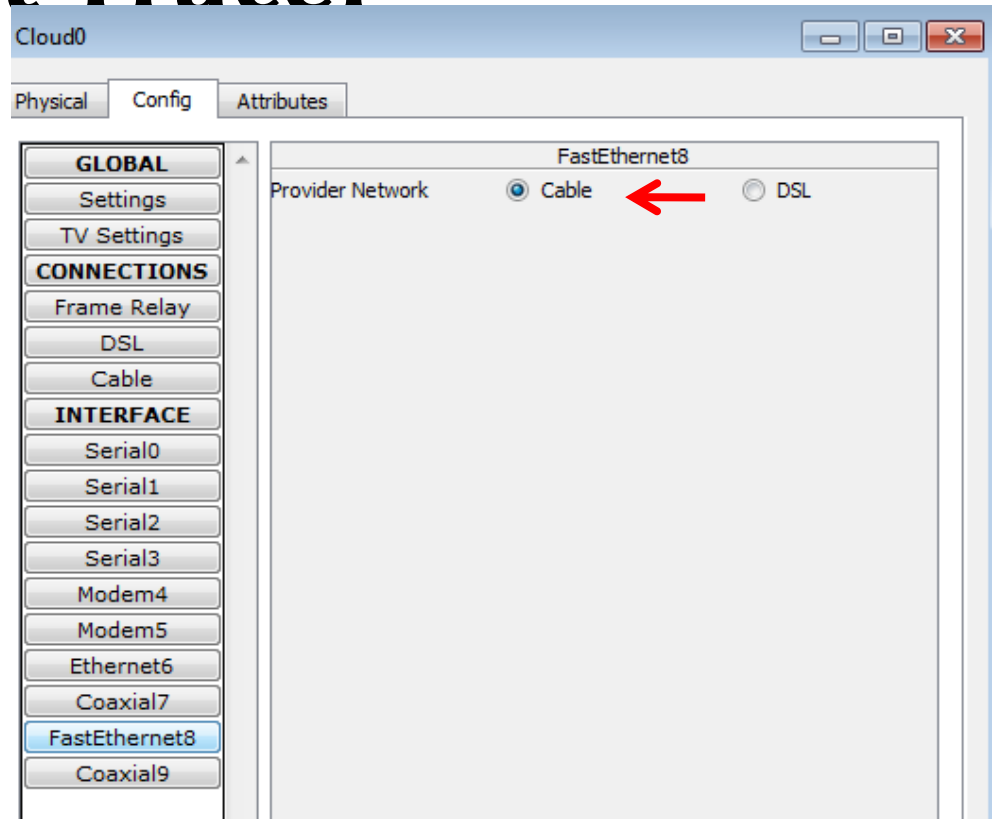 Cloud0
Physical Config Attributes
GLOBAL
Settings
TV Settings
CONNECTIONS
Frame Relay
DSL
Cable
INTERFACE
Serial0
Serial1
Serial2
Serial3
Modem4
Modem5
Ethernet6
Coaxial7
FastEthernet8
Coaxial9
FastEthernet8
Provider Network Cable DSL